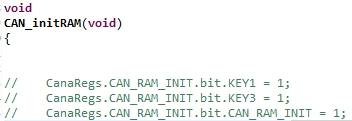 void
CAN_initRAM(void)
{
//    CanaRegs.CAN_RAM_INIT.bit.KEY1 = 1;
//    CanaRegs.CAN_RAM_INIT.bit.KEY3 = 1;
//    CanaRegs.CAN_RAM_INIT.bit.CAN_RAM_INIT = 1;